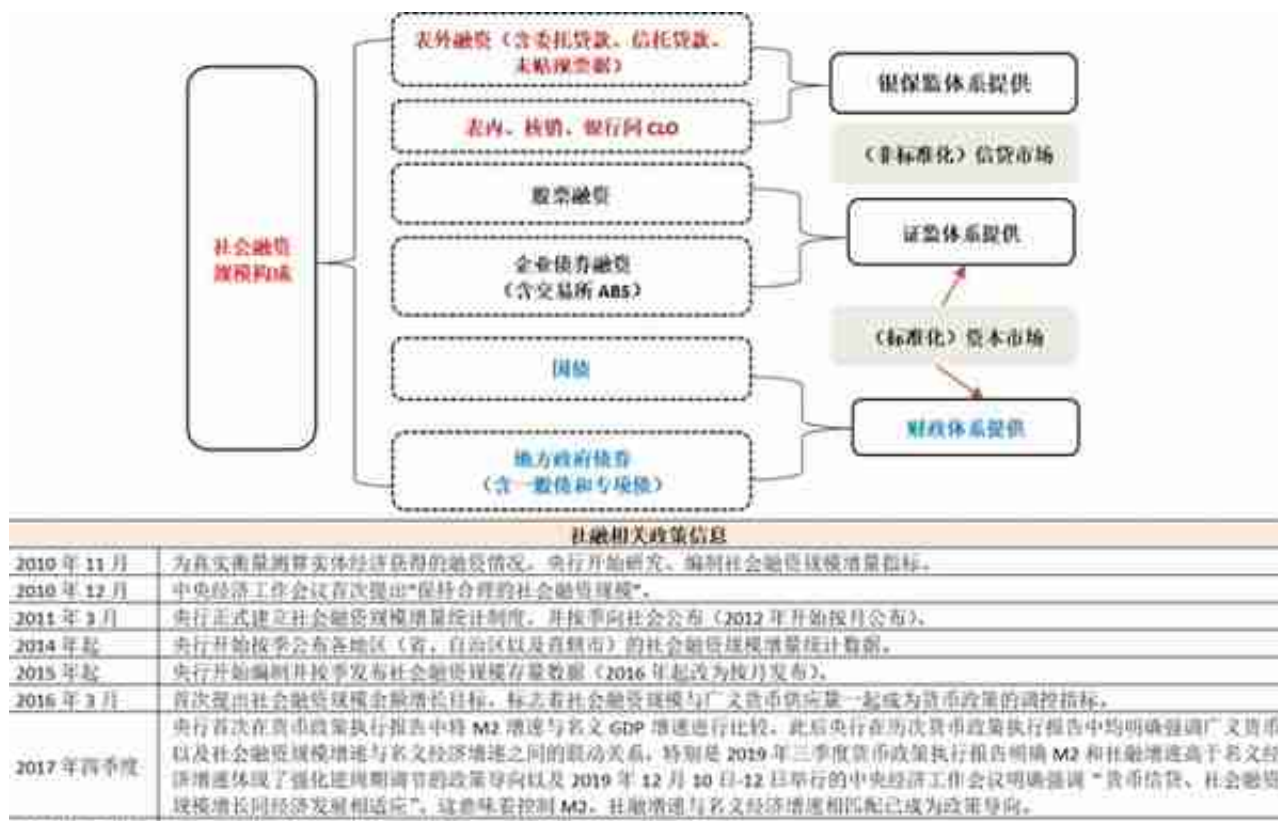 表外融资（含委托贷款、信托贷款、
未贴现票据）
银保监体系提供
表内、核销、银行间 CLO
（非标准化）信贷市场
股票融资
证监体系提供
社会融资
规模构成
企业债券融资
（含交易所 ABS）
（标准化）资本市场
国债
财政体系提供
地方政府债券
（含一般债和专项债）
社融相关政策信息
2010 年 11 月 为真实衡量测算实体经济获得的融资情况，央行开始研究、编制社会融资规模增量指标。
2010 年 12 月 中央经济工作会议首次提出“保持合理的社会融资规模”。
2011 年 3 月 央行正式建立社会融资规模增量统计制度，并按季向社会公布（2012 年开始按月公布）。
2014 年起 央行开始按季公布各地区（省、自治区以及直辖市）的社会融资规模增量统计数据。
2015 年起 央行开始编制并按季发布社会融资规模存量数据（2016 年起改为按月发布）。
2016 年 3 月 首次提出社会融资规模余额增长目标，标志着社会融资规模与广义货币供应量一起成为货币政策的调控指标。
2017 年四季度 央行首次在货币政策执行报告中将 M2 增速与名义 GDP 增速进行比较，此后央行在历次货币政策执行报告中均明确强调广义货币
以及社会融资规模增速与名义经济增速之间的联动关系，特别是 2019 年三季度货币政策执行报告明确 M2 和社融增速高于名义经
济增速体现了强化逆周期调节的政策导向以及 2019 年 12 月 10 日-12 日举行的中央经济工作会议明确强调“货币信贷、社会融资
规模增长同经济发展相适应”，这意味着控制 M2、社融增速与名义经济增速相匹配已成为政策导向。